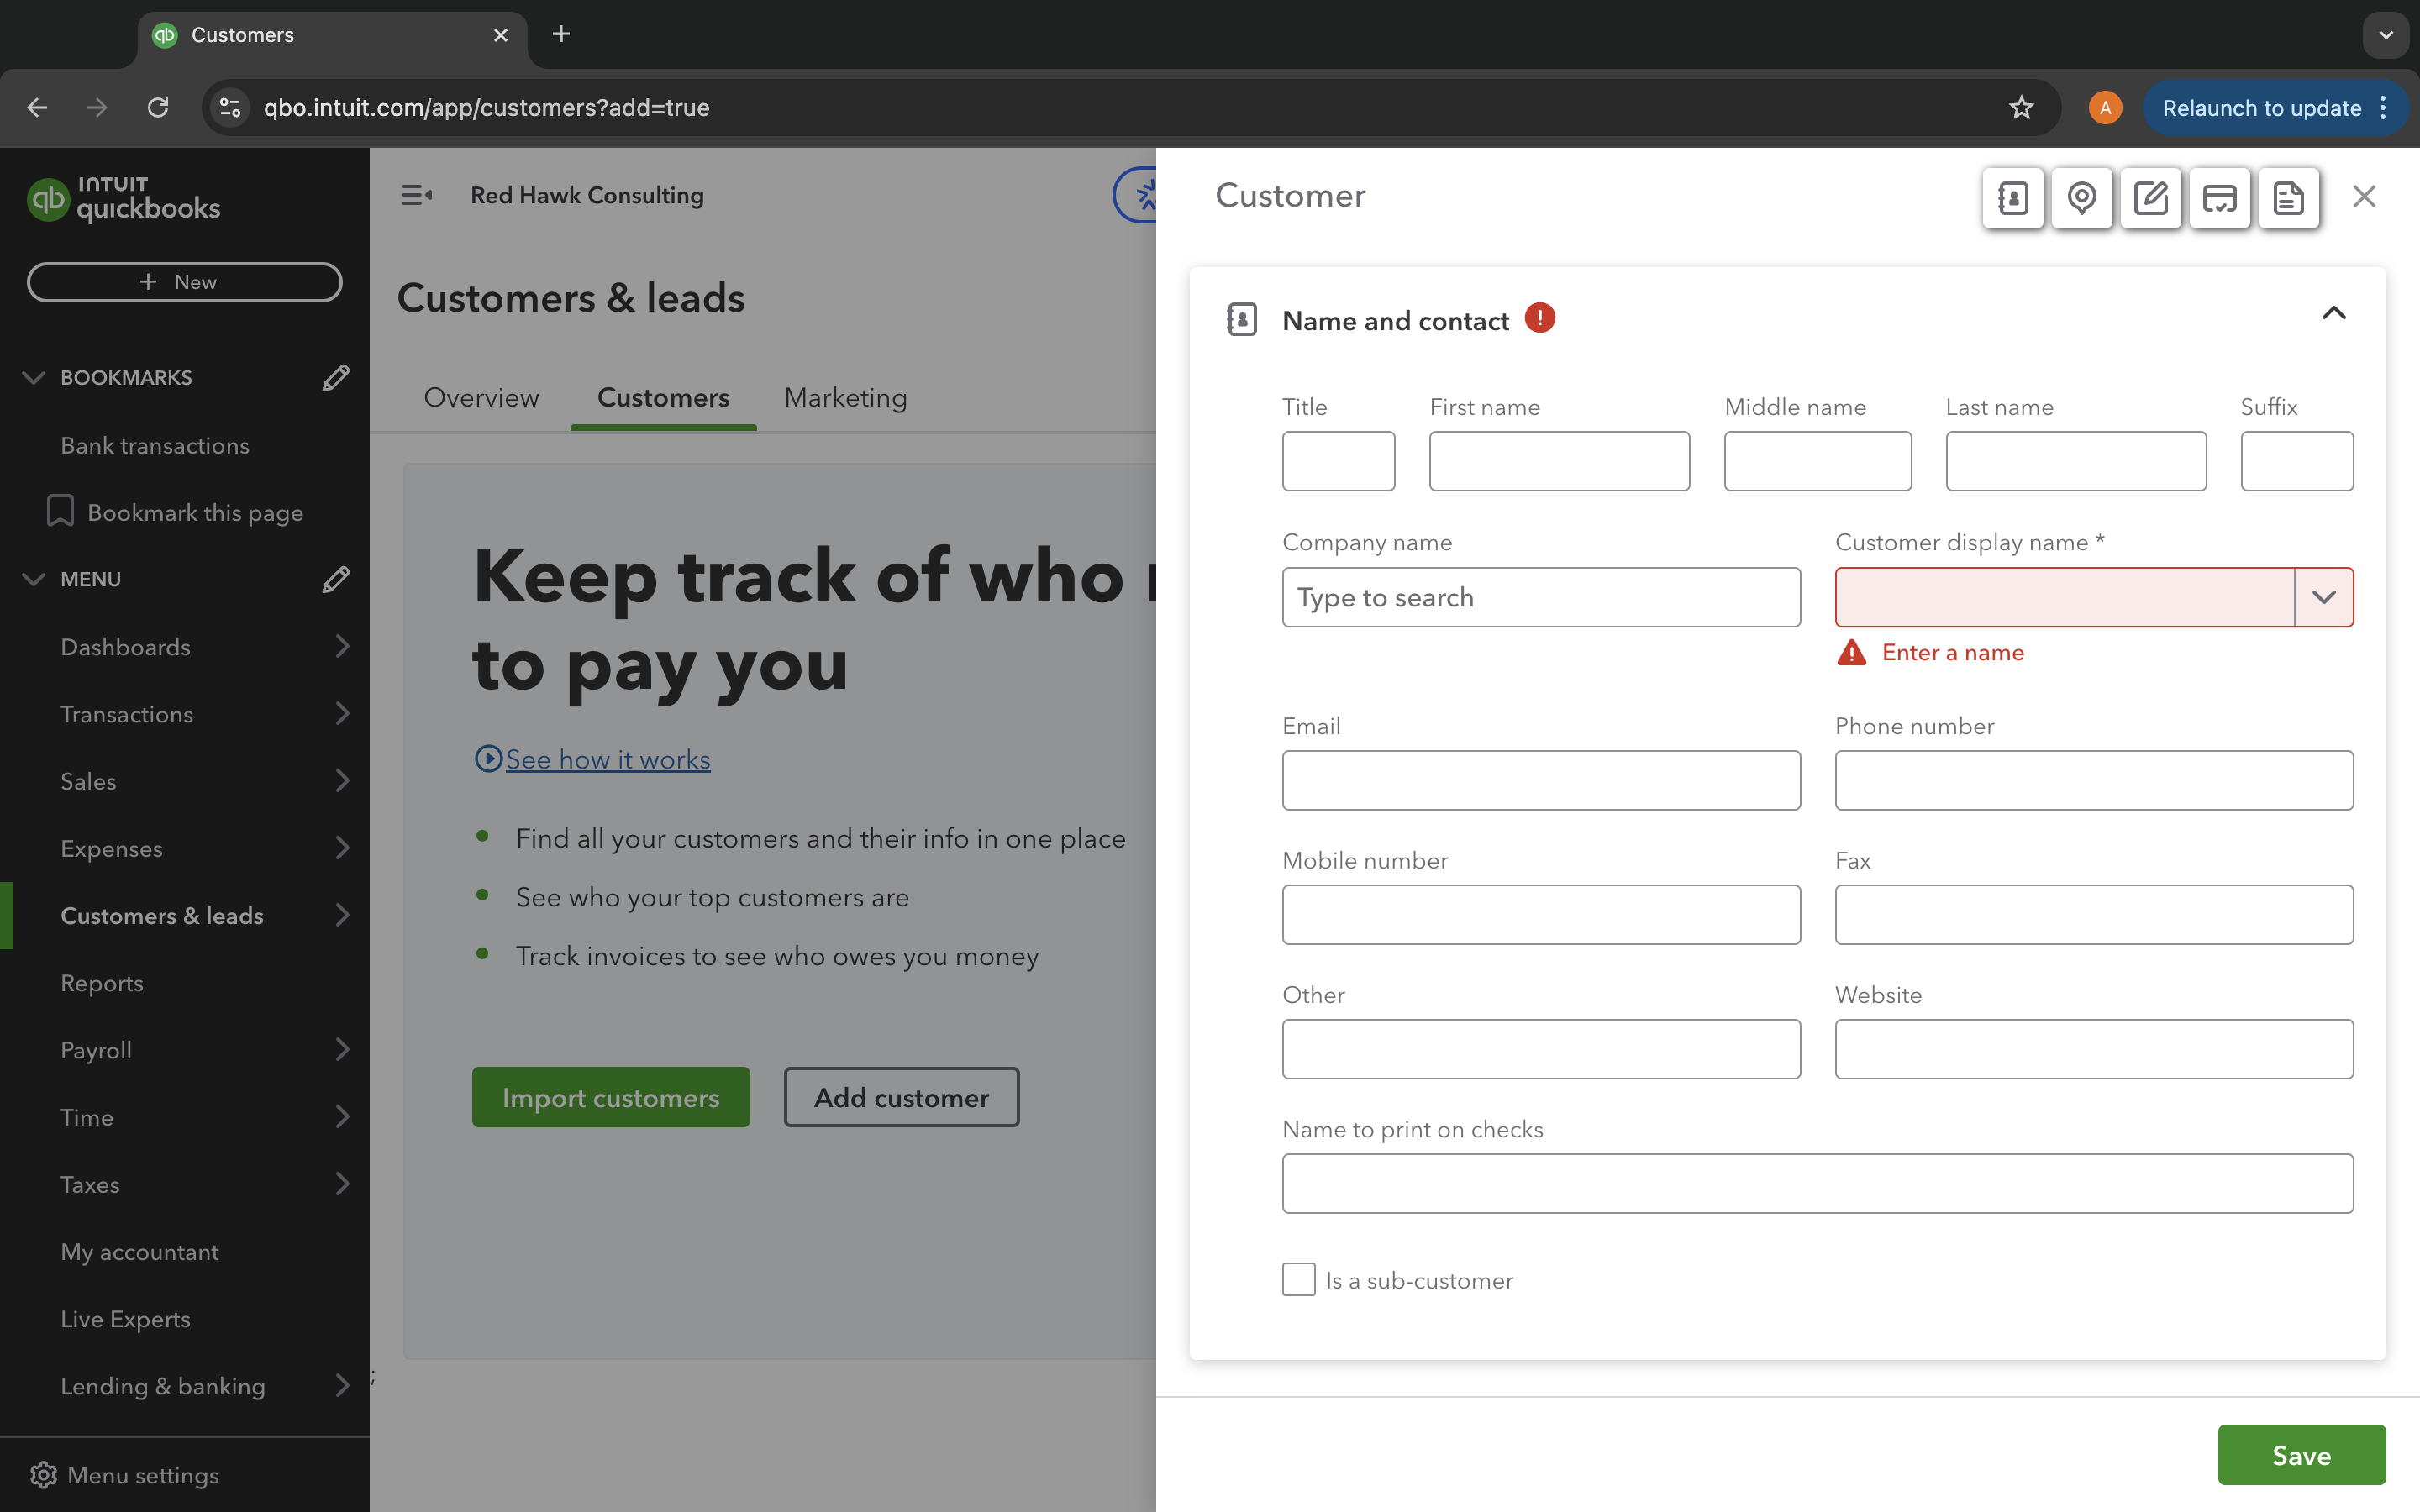 Customers
qbo.intuit.com/app/customers?add=true
A
Relaunch to update
INTUIT
quickbooks
New
BOOKMARKS
Bank transactions
Bookmark this page
MENU
Dashboards
Transactions
Sales
Expenses
Customers & leads
Reports
Payroll
Time
Taxes
My accountant
Live Experts
Lending & banking
Menu settings
Red Hawk Consulting
Customers & leads
Overview
Customers
Marketing
Keep track of who
to pay you
See how it works
Find all your customers and their info in one place
See who your top customers are
Track invoices to see who owes you money
Import customers
Add customer
;
Customer
Name and contact
Title
First name
Middle name
Last name
Suffix
Company name
Customer display name *
Type to search
Enter a name
Email
Phone number
Mobile number
Fax
Other
Website
Name to print on checks
Is a sub-customer
Save